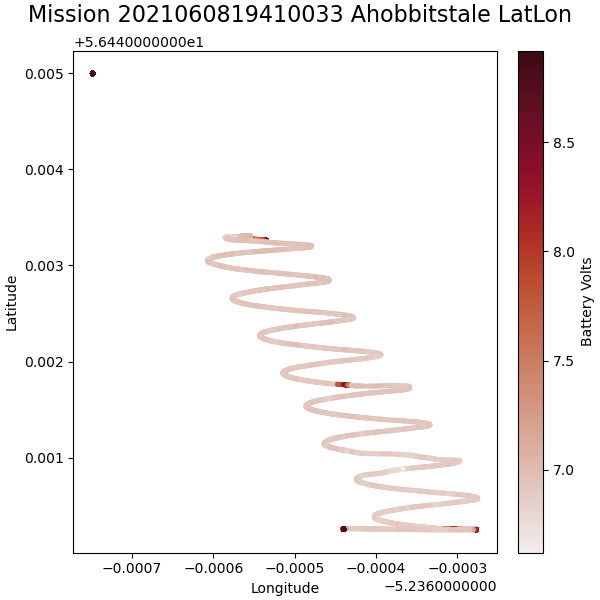 Mission 2021060819410033 Ahobbitstale LatLon
+5.6440000000e1
0.005
0.004
0.003
0.002
0.001
Latitude
−0.0007 −0.0006 −0.0005 −0.0004 −0.0003
Longitude
−5.2360000000
8.5
8.0
7.5
7.0
Battery Volts